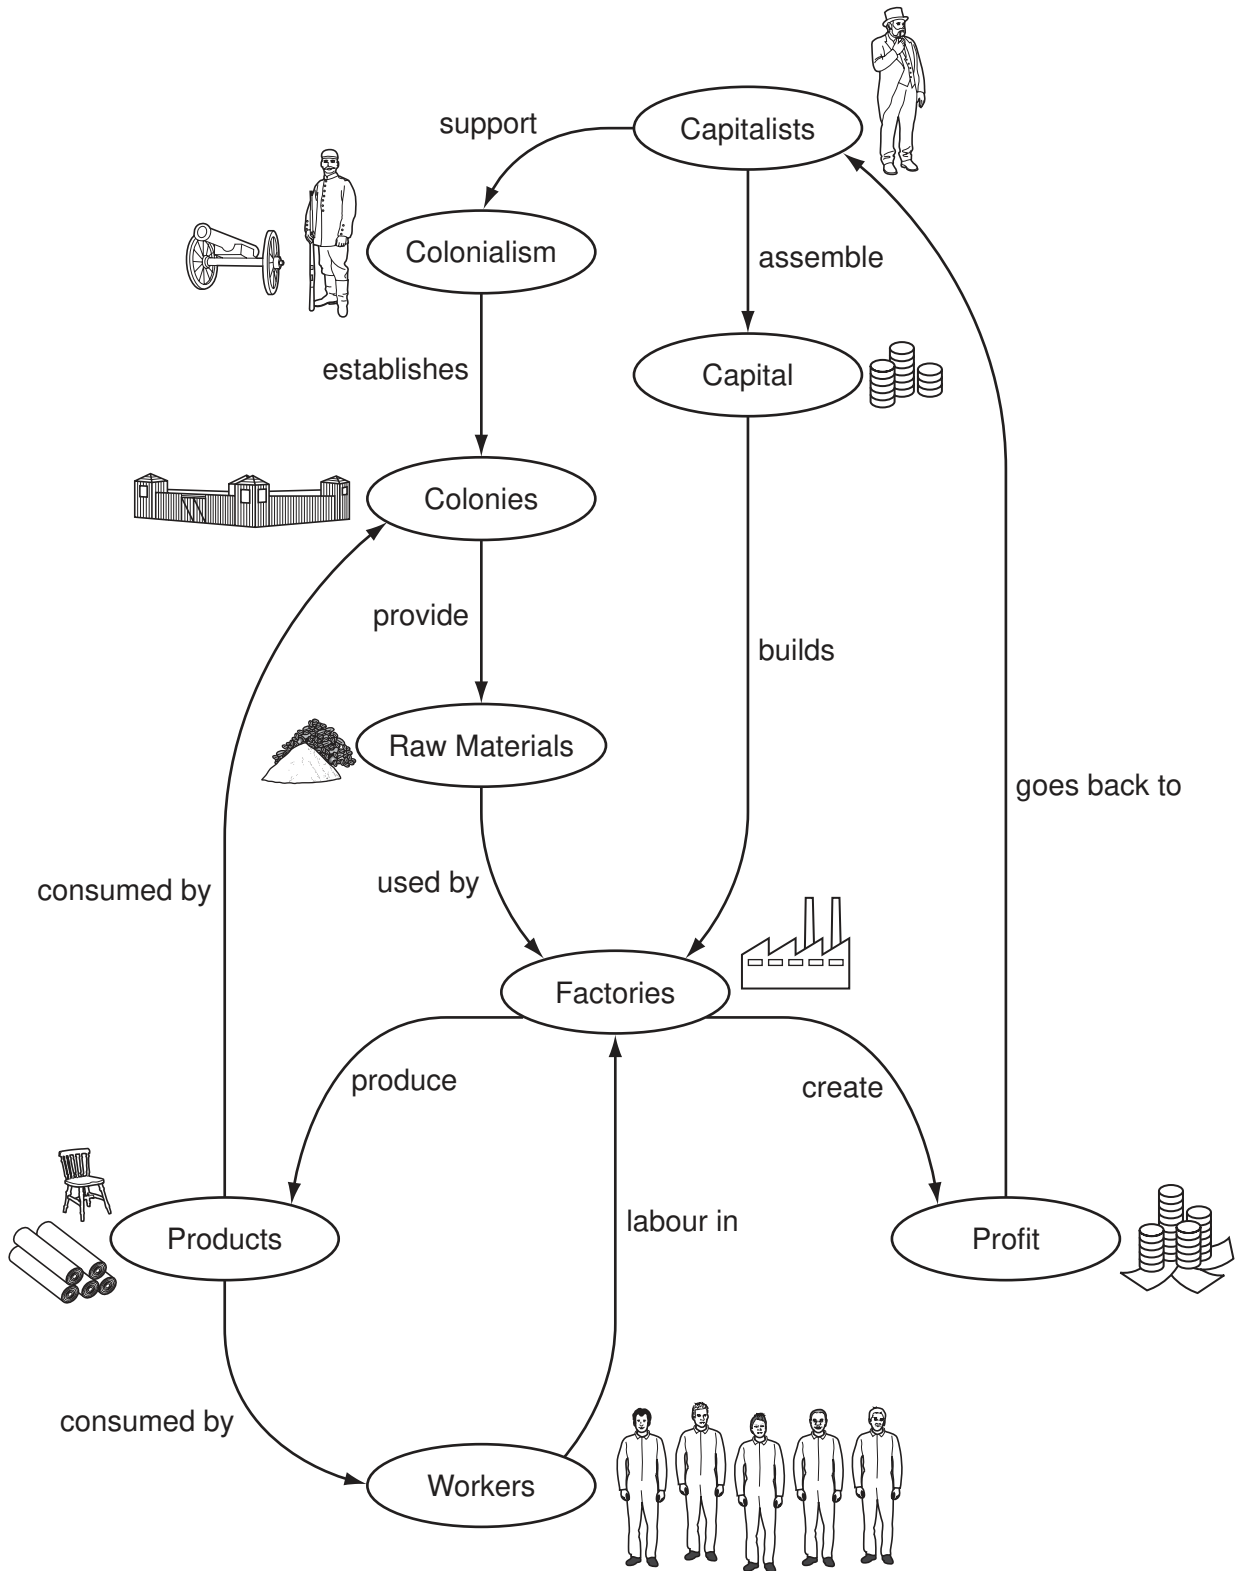 Capitalists
support
Colonialism
assemble
establishes
Capital
Colonies
provide
builds
Raw Materials
goes back to
used by
consumed by
Factories
produce
create
labour in
Products
Profit
consumed by
Workers